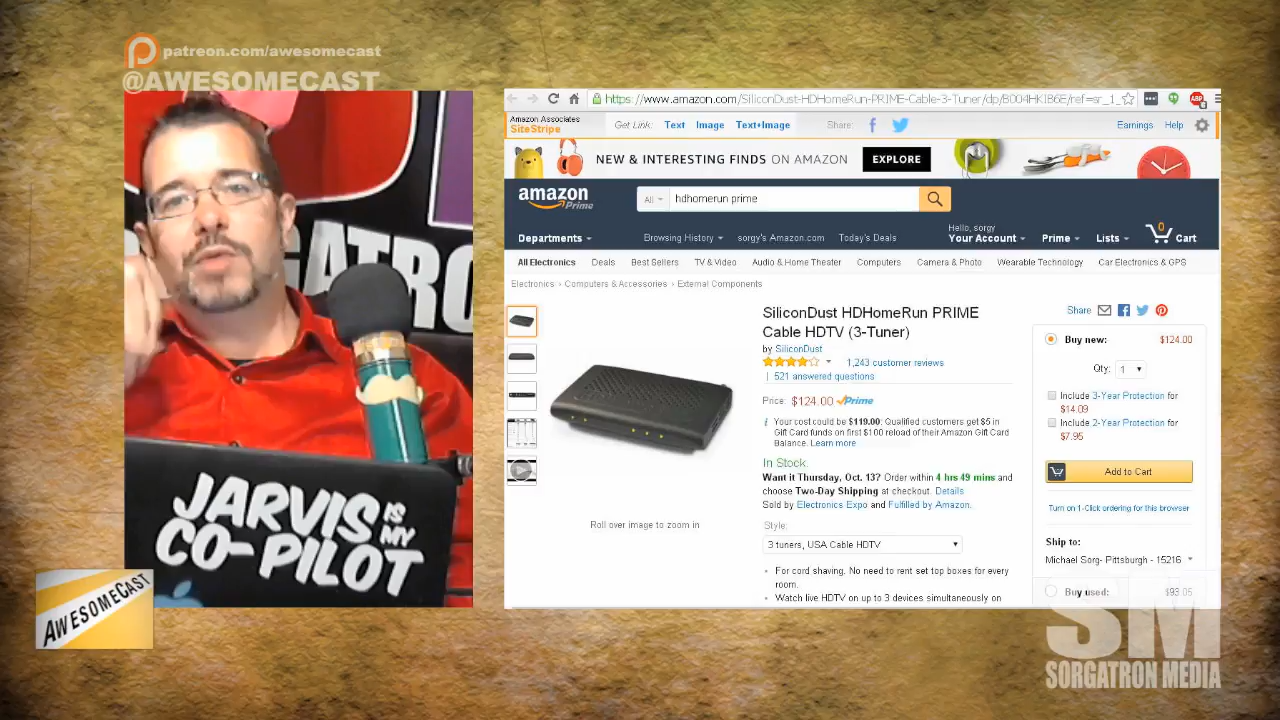 patreon.com/awesomecast
@AWESOMECAST
GATRO
JARVIS IS MY
CO-PILOT
AWESOMECAST
https://www.amazon.com/SiliconDust-HDHomeRun-PRIME-Cable-3-Tuner/dp/B004HKIB6E/ref=sr_1_
ABP
Amazon Associates
SiteStripe
Get Link: Text Image Text+Image Share: Earnings Help
NEW & INTERESTING FINDS ON AMAZON EXPLORE
amazon
Prime
All hdhomerun prime
Hello, sorgy
Departments Browsing History sorgy's Amazon.com Today's Deals Your Account Prime Lists 0 Cart
All Electronics Deals Best Sellers TV & Video Audio & Home Theater Computers Camera & Photo Wearable Technology Car Electronics & GPS
Electronics › Computers & Accessories › External Components
Roll over image to zoom in
SiliconDust HDHomeRun PRIME
Cable HDTV (3-Tuner)
by SiliconDust
1,243 customer reviews
| 521 answered questions
Price: $124.00 Prime
Your cost could be $119.00: Qualified customers get $5 in
Gift Card funds on first $100 reload of their Amazon Gift Card
Balance. Learn more
In Stock.
Want it Thursday, Oct. 13? Order within 4 hrs 49 mins and
choose Two-Day Shipping at checkout. Details
Sold by Electronics Expo and Fulfilled by Amazon.
Style:
3 tuners, USA Cable HDTV
• For cord shaving. No need to rent set top boxes for every
room.
• Watch live HDTV on up to 3 devices simultaneously on
Share
Buy new: $124.00
Qty: 1
Include 3-Year Protection for
$14.09
Include 2-Year Protection for
$7.95
Add to Cart
Turn on 1-Click ordering for this browser
Ship to:
Michael Sorg- Pittsburgh - 15216
Buy used: $93.05
SM
SORGATRON MEDIA